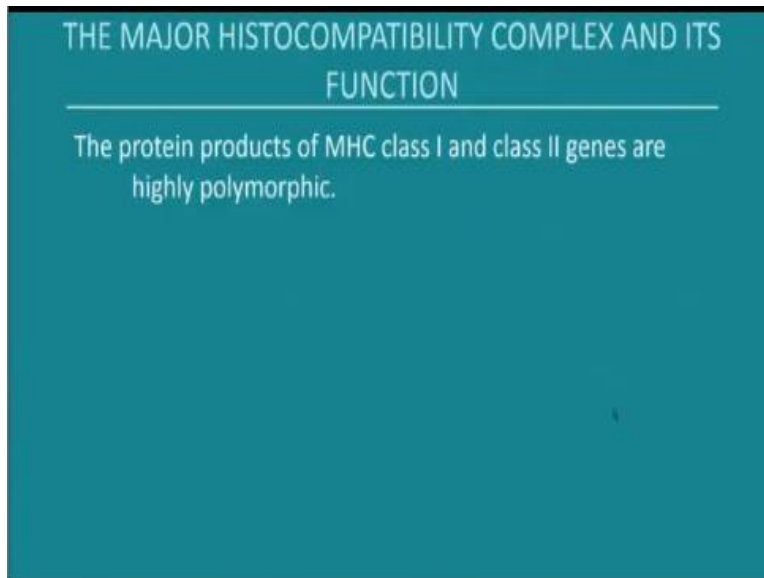 THE MAJOR HISTOCOMPATIBILITY COMPLEX AND ITS
FUNCTION
The protein products of MHC class I and class II genes are
highly polymorphic.